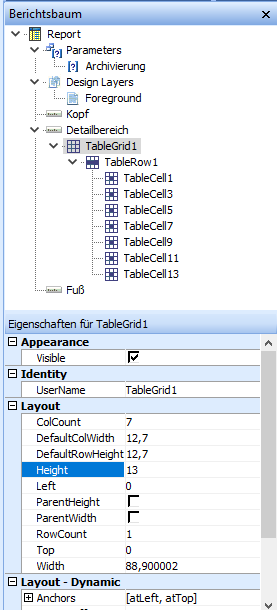 Berichtsbaum
Report
Parameters
Archivierung
Design Layers
Foreground
Kopf
Detailbereich
TableGrid1
TableRow1
TableCell1
TableCell3
TableCell5
TableCell7
TableCell9
TableCell11
TableCell13
Fuß
Eigenschaften für TableGrid1
Appearance
Visible
Identity
UserName TableGrid1
Layout
ColCount 7
DefaultColWidth 12,7
DefaultRowHeight 12,7
Height 13
Left 0
ParentHeight
ParentWidth
RowCount 1
Top 0
Width 88,900002
Layout - Dynamic
Anchors [atLeft, atTop]